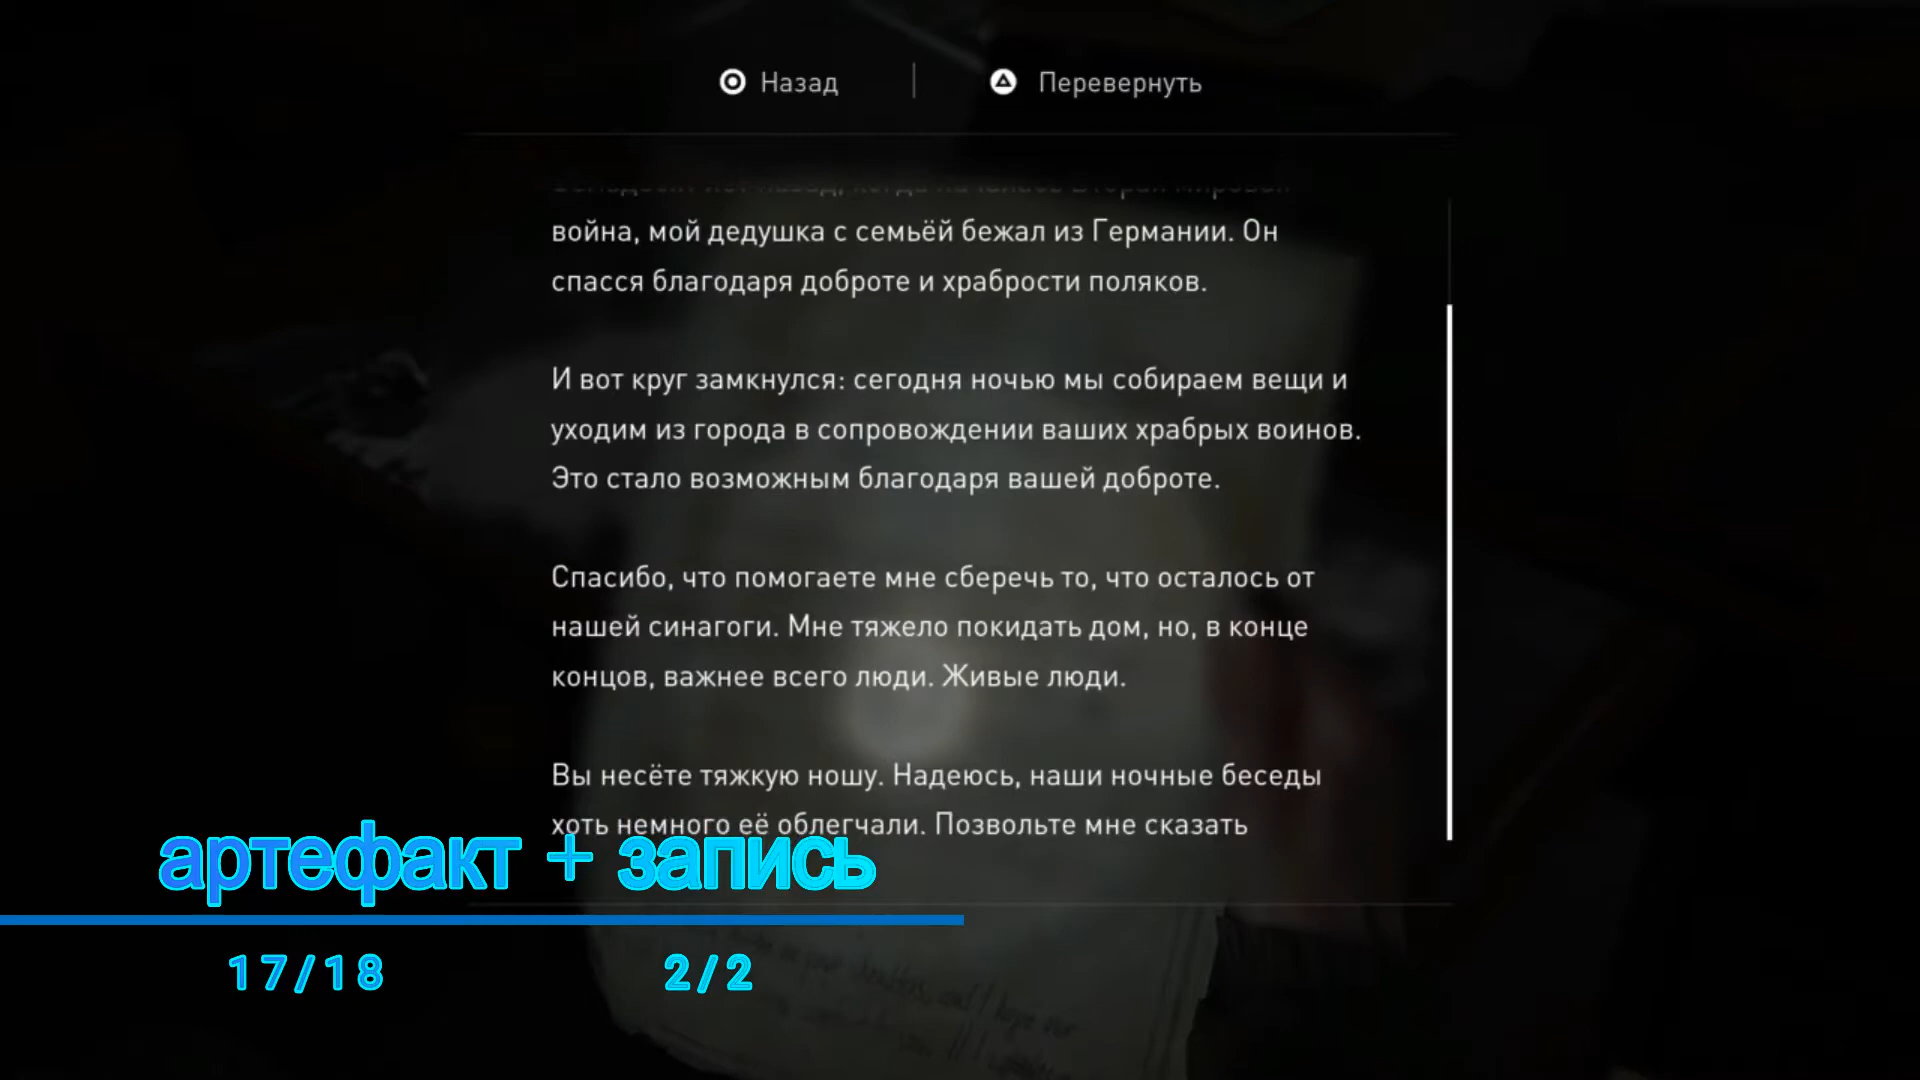 Назад
Перевернуть
война, мой дедушка с семьёй бежал из Германии. Он
спасся благодаря доброте и храбрости поляков.
И вот круг замкнулся: сегодня ночью мы собираем вещи и
уходим из города в сопровождении ваших храбрых воинов.
Это стало возможным благодаря вашей доброте.
Спасибо, что помогаете мне сберечь то, что осталось от
нашей синагоги. Мне тяжело покидать дом, но, в конце
концов, важнее всего люди. Живые люди.
Вы несёте тяжкую ношу. Надеюсь, наши ночные беседы
хоть немного её облегчали. Позвольте мне сказать
артефакт + запись
17/18
2/2